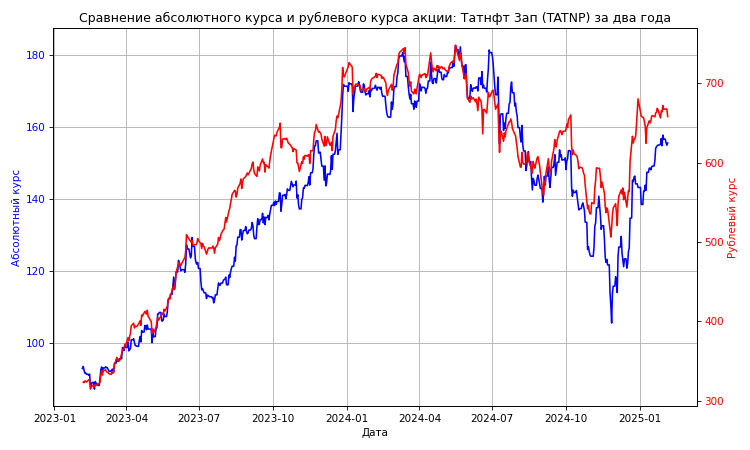 Сравнение абсолютного курса и рублевого курса акции: Татнфт 3ап (TATNP) за два года
Абсолютный курс
180
160
140
120
100
Рублевый курс
700
600
500
400
300
2023-01 2023-04 2023-07 2023-10 2024-01 2024-04 2024-07 2024-10 2025-01
Дата